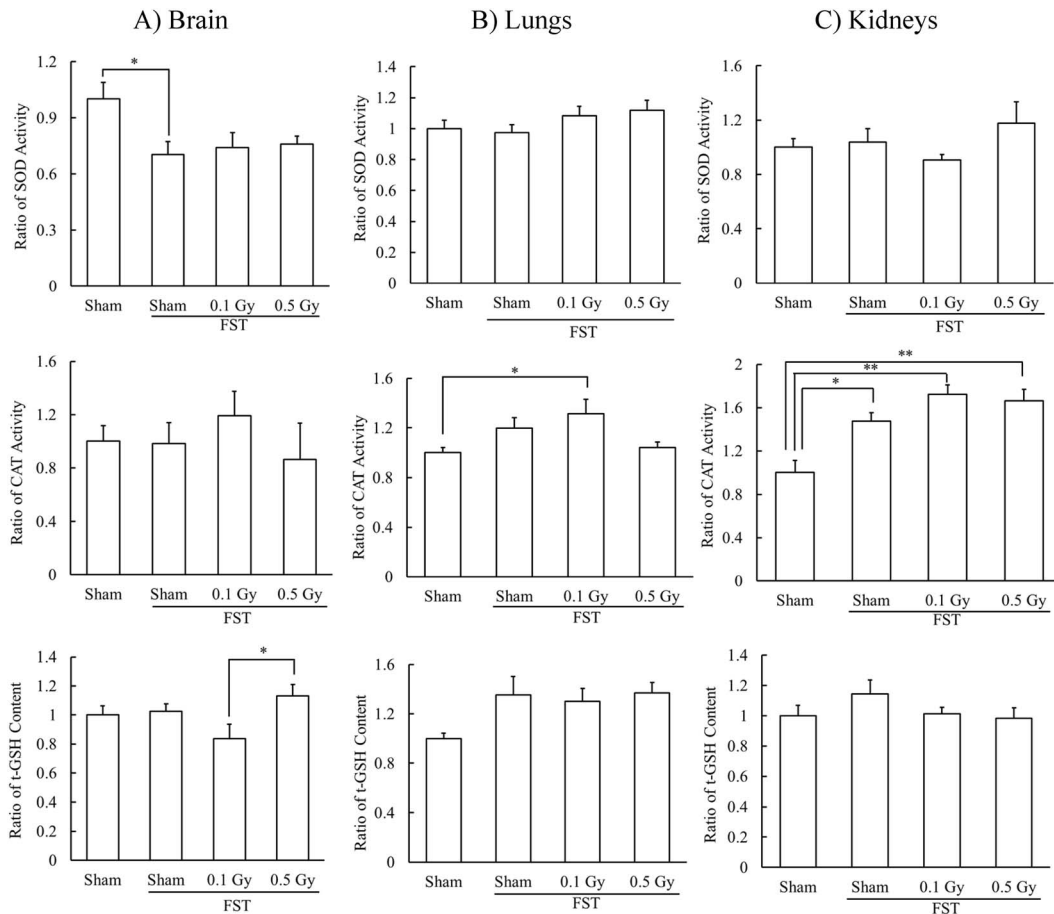 A) Brain
B) Lungs
C) Kidneys
Ratio of SOD Activity
1.2
0.9
0.6
0.3
0
*
Sham
Sham
0.1 Gy
0.5 Gy
FST
Ratio of SOD Activity
1.4
1.2
1
0.8
0.6
0.4
0.2
0
Sham
Sham
0.1 Gy
0.5 Gy
FST
Ratio of SOD Activity
1.6
1.2
0.8
0.4
0
Sham
Sham
0.1 Gy
0.5 Gy
FST
Ratio of CAT Activity
1.6
1.2
0.8
0.4
0
Sham
Sham
0.1 Gy
0.5 Gy
FST
Ratio of CAT Activity
1.6
1.2
0.8
0.4
0
*
Sham
Sham
0.1 Gy
0.5 Gy
FST
Ratio of CAT Activity
2
1.6
1.2
0.8
0.4
0
**
**
*
Sham
Sham
0.1 Gy
0.5 Gy
FST
Ratio of t-GSH Content
1.4
1.2
1
0.8
0.6
0.4
0.2
0
*
Sham
Sham
0.1 Gy
0.5 Gy
FST
Ratio of t-GSH Content
1.6
1.2
0.8
0.4
0
Sham
Sham
0.1 Gy
0.5 Gy
FST
Ratio of t-GSH Content
1.4
1.2
1
0.8
0.6
0.4
0.2
0
Sham
Sham
0.1 Gy
0.5 Gy
FST